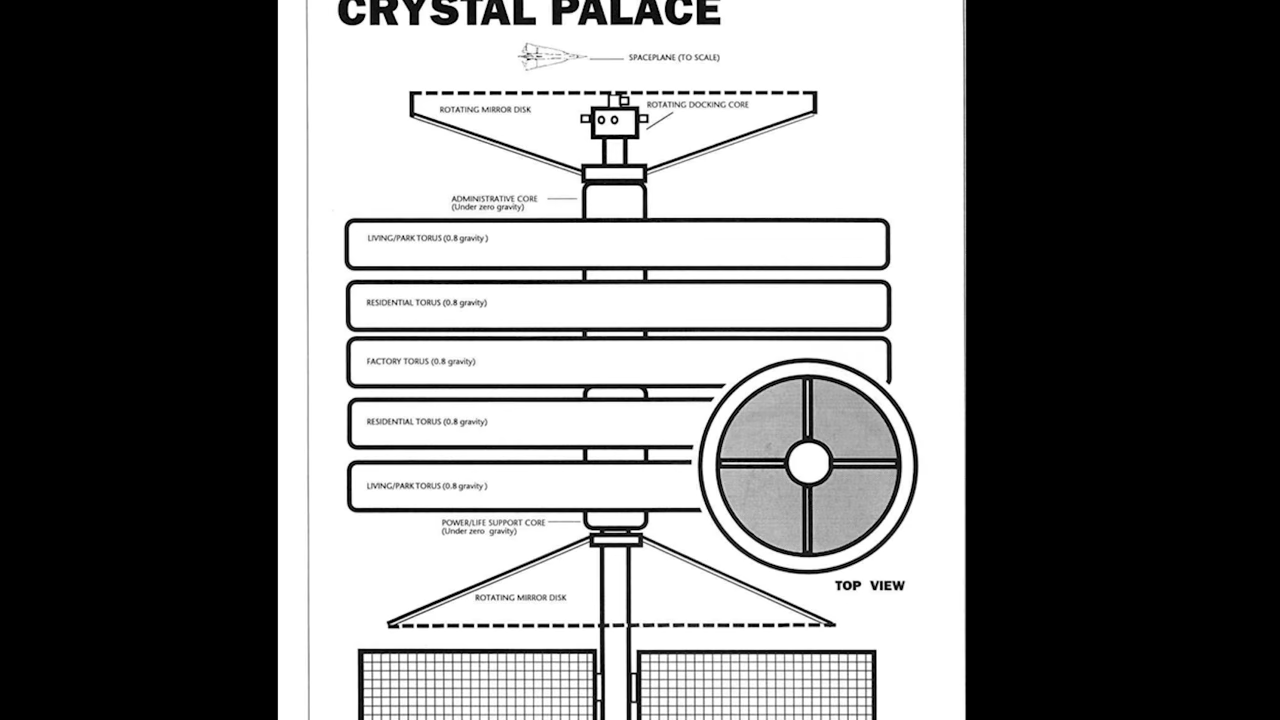 CRYSTAL PALACE
SPACEPLANE (TO SCALE)
ROTATING MIRROR DISK
ROTATING DOCKING CORE
ADMINISTRATIVE CORE
(Under zero gravity)
LIVING/PARK TORUS (0.8 gravity)
RESIDENTIAL TORUS (0.8 gravity)
FACTORY TORUS (0.8 gravity)
RESIDENTIAL TORUS (0.8 gravity)
LIVING/PARK TORUS (0.8 gravity)
POWER/LIFE SUPPORT CORE
(Under zero gravity)
TOP VIEW
ROTATING MIRROR DISK